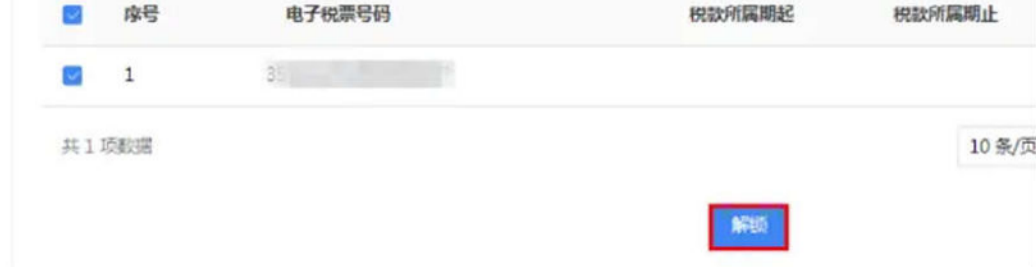 序号 电子税票号码 税款所属期起 税款所属期止
1 35
共 1 项数据
10 条/页
解锁